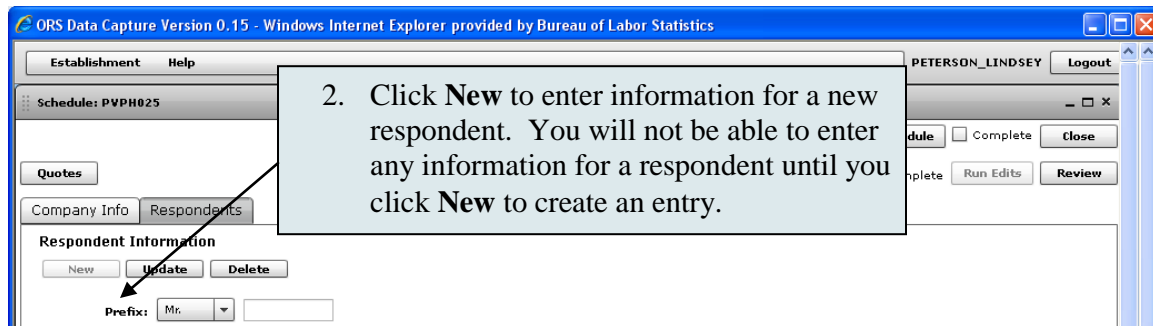 ORS Data Capture Version 0.15 - Windows Internet Explorer provided by Bureau of Labor Statistics
Establishment Help PETERSON_LINDSEY Logout
Schedule: PVPH025
2. Click New to enter information for a new
respondent. You will not be able to enter
any information for a respondent until you
click New to create an entry.
Complete Close
Quotes Run Edits Review
Company Info Respondents
Respondent Information
New Update Delete
Prefix: Mr.